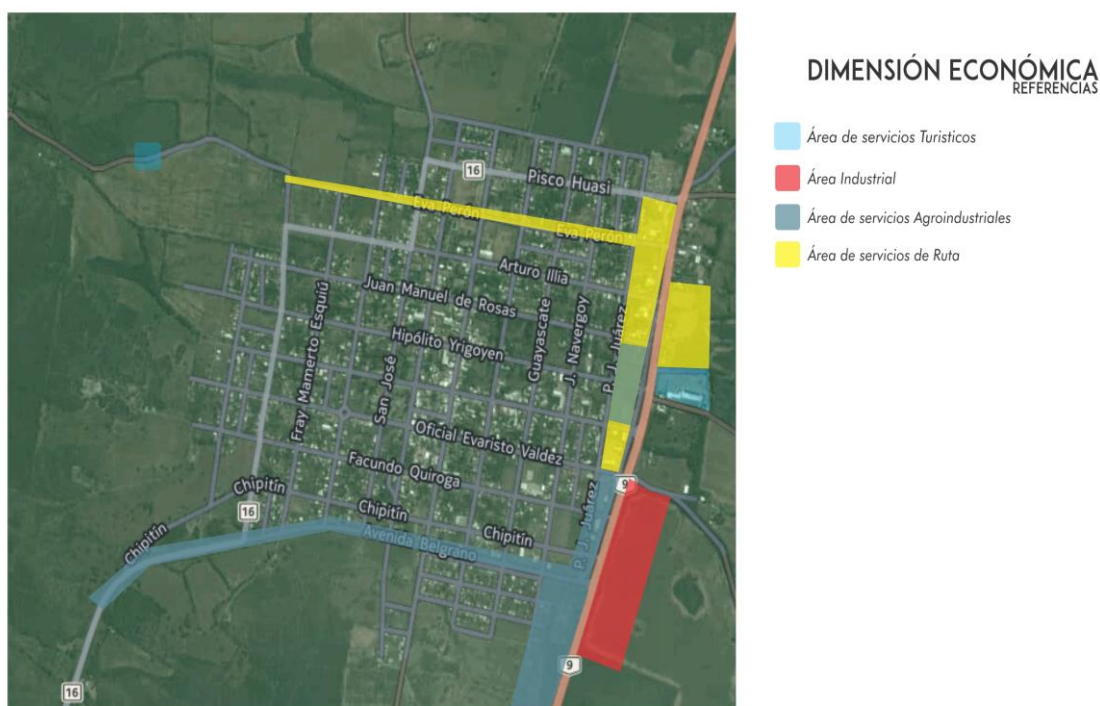 DIMENSIÓN ECONÓMICA
REFERENCIAS
Área de servicios Turisticos
Área Industrial
Área de servicios Agroindustriales
Área de servicios de Ruta
16
Pisco Huasi
Eva Perón
Eva Perón
Arturo Illia
Juan Manuel de Rosas
Hipólito Yrigoyen
Fray Mamerto Esquiú
San José
Guayascate
J. Navergoy
P. J. Juárez
Oficial Evaristo Valdez
Facundo Quiroga
9
Chipitín
Chipitín
Chipitín
Chipitín
16
P. J. Juárez
Avenida Belgrano
9
16